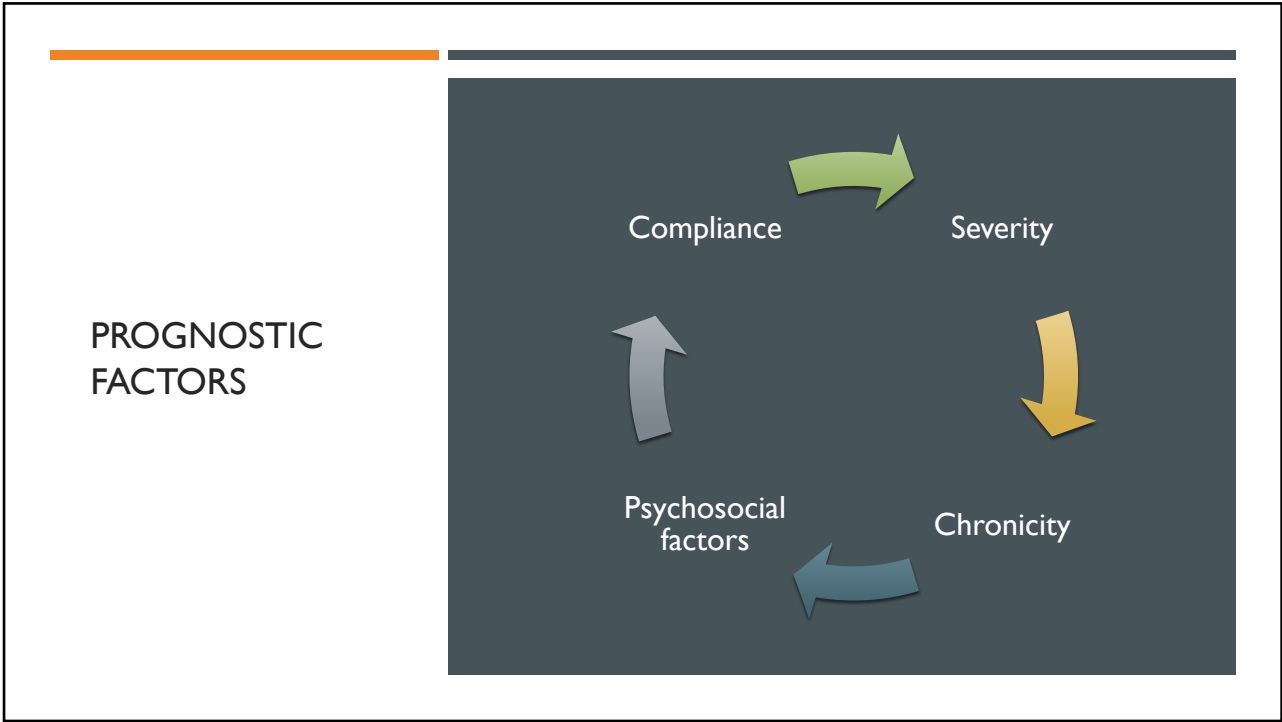 PROGNOSTIC
FACTORS
Compliance
Severity
Psychosocial
factors
Chronicity